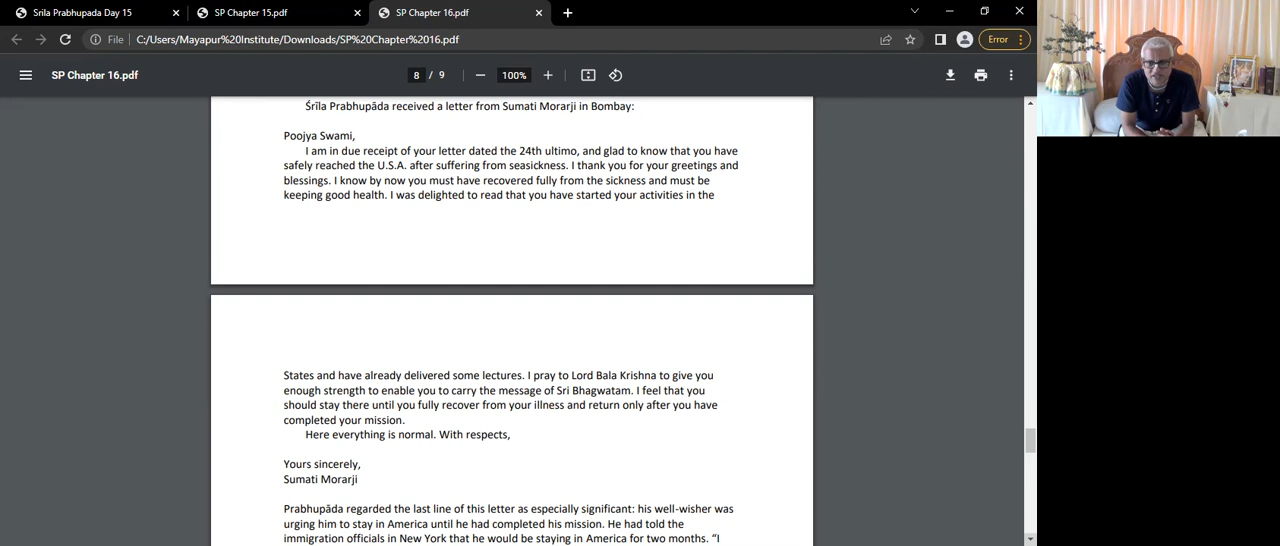 Srila Prabhupada Day 15
SP Chapter 15.pdf
SP Chapter 16.pdf
File
C:/Users/Mayapur%20Institute/Downloads/SP%20Chapter%2016.pdf
Error
SP Chapter 16.pdf
8 / 9
100%
Śrīla Prabhupāda received a letter from Sumati Morarji in Bombay:
Poojya Swami,
I am in due receipt of your letter dated the 24th ultimo, and glad to know that you have
safely reached the U.S.A. after suffering from seasickness. I thank you for your greetings and
blessings. I know by now you must have recovered fully from the sickness and must be
keeping good health. I was delighted to read that you have started your activities in the
States and have already delivered some lectures. I pray to Lord Bala Krishna to give you
enough strength to enable you to carry the message of Sri Bhagwatam. I feel that you
should stay there until you fully recover from your illness and return only after you have
completed your mission.
Here everything is normal. With respects,
Yours sincerely,
Sumati Morarji
Prabhupāda regarded the last line of this letter as especially significant: his well-wisher was
urging him to stay in America until he had completed his mission. He had told the
immigration officials in New York that he would be staying in America for two months. “I